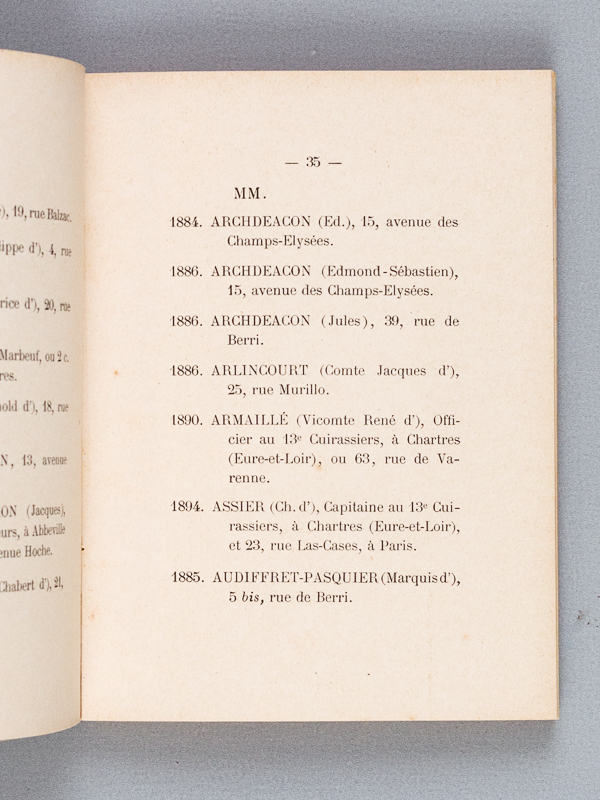 ), 19, rue Balzac.
ippe d'), 4, rue
rice d'), 20, rue
Marbeuf, ou 2 c.
res.
nold d'), 18, rue
N, 13, avenue
ON (Jacques),
urs, à Abbeville
enue Hoche.
Chabert d'), 21,
— 35 —
MM.
1884. ARCHDEACON (Ed.), 15, avenue des
Champs-Elysées.
1886. ARCHDEACON (Edmond-Sébastien),
15, avenue des Champs-Elysées.
1886. ARCHDEACON (Jules), 39, rue de
Berri.
1886. ARLINCOURT (Comte Jacques d'),
25, rue Murillo.
1890. ARMAILLÉ (Vicomte René d'), Offi-
cier au 13e Cuirassiers, à Chartres
(Eure-et-Loir), ou 63, rue de Va-
renne.
1894. ASSIER (Ch. d'), Capitaine au 13e Cui-
rassiers, à Chartres (Eure-et-Loir),
et 23, rue Las-Cases, à Paris.
1885. AUDIFFRET-PASQUIER (Marquis d'),
5 bis, rue de Berri.